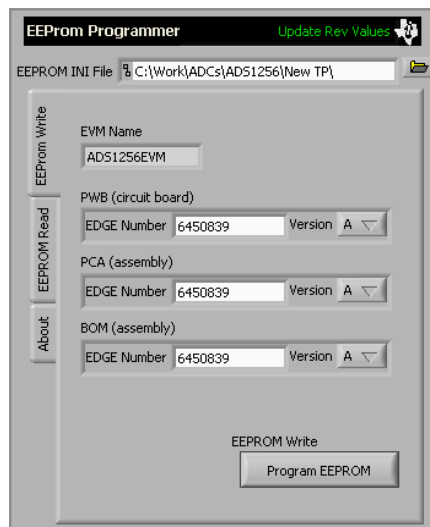 EEProm Programmer Update Rev Values
EEPROM INI File C:\Work\ADCs\ADS1256\New TP\
EEProm Write
EEPROM Read
About
EVM Name
ADS1256EVM
PWB (circuit board)
EDGE Number 6450839 Version A
PCA (assembly)
EDGE Number 6450839 Version A
BOM (assembly)
EDGE Number 6450839 Version A
EEPROM Write
Program EEPROM